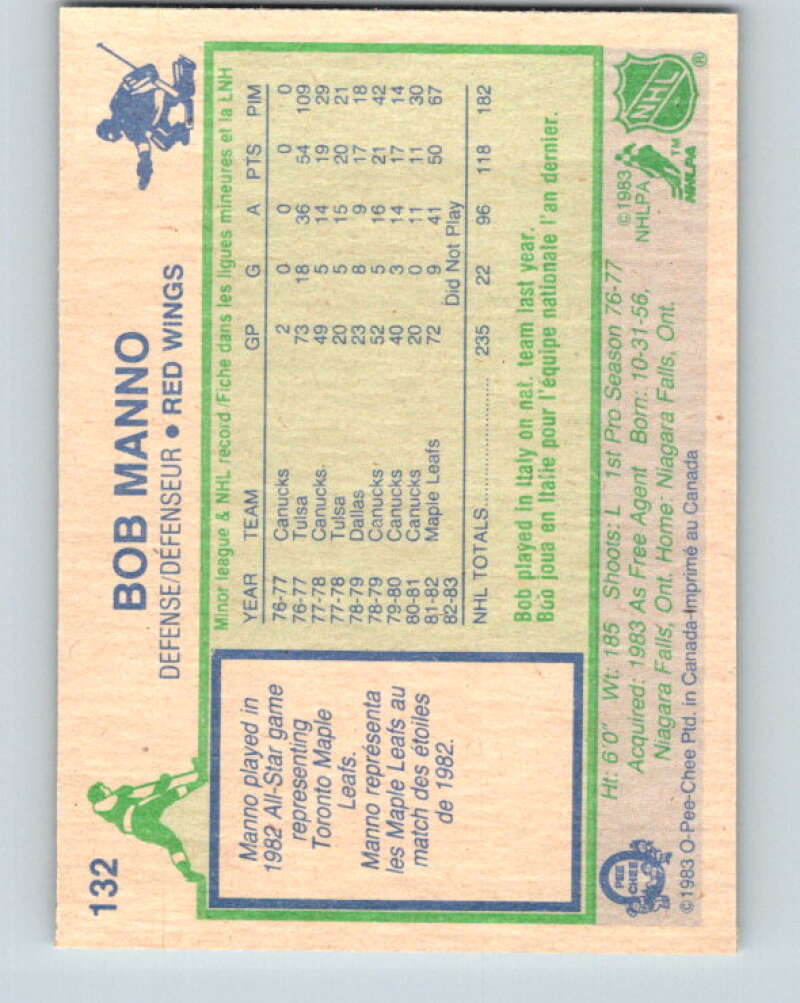 132
BOB MANNO
DEFENSE/DÉFENSEUR • RED WINGS
Manno played in
1982 All-Star game
representing
Toronto Maple
Leafs.
Manno représenta
les Maple Leafs au
match des étoiles
de 1982.
Minor league & NHL record/Fiche dans les ligues mineures et la LNH
YEAR TEAM GP G A PTS PIM
76-77 Canucks 2 0 0 0 0
76-77 Tulsa 73 18 36 54 109
77-78 Canucks 49 5 14 19 29
77-78 Tulsa 20 5 15 20 21
78-79 Dallas 23 8 9 17 18
78-79 Canucks 52 5 16 21 42
79-80 Canucks 40 3 14 17 14
80-81 Canucks 20 0 11 11 30
81-82 Maple Leafs 72 9 41 50 67
82-83 Did Not Play
NHL TOTALS 235 22 96 118 182
Bob played in Italy on nat. team last year.
Bob joua en Italie pour l'équipe nationale l'an dernier.
Ht: 6'0" Wt: 185 Shoots: L 1st Pro Season 76-77
Acquired: 1983 As Free Agent Born: 10-31-56,
Niagara Falls, Ont. Home: Niagara Falls, Ont.
©1983 O-Pee-Chee Ptd. in Canada-Imprimé au Canada
O PEE CHEE
©1983
NHLPA
NHLPA
TM
NHL
®